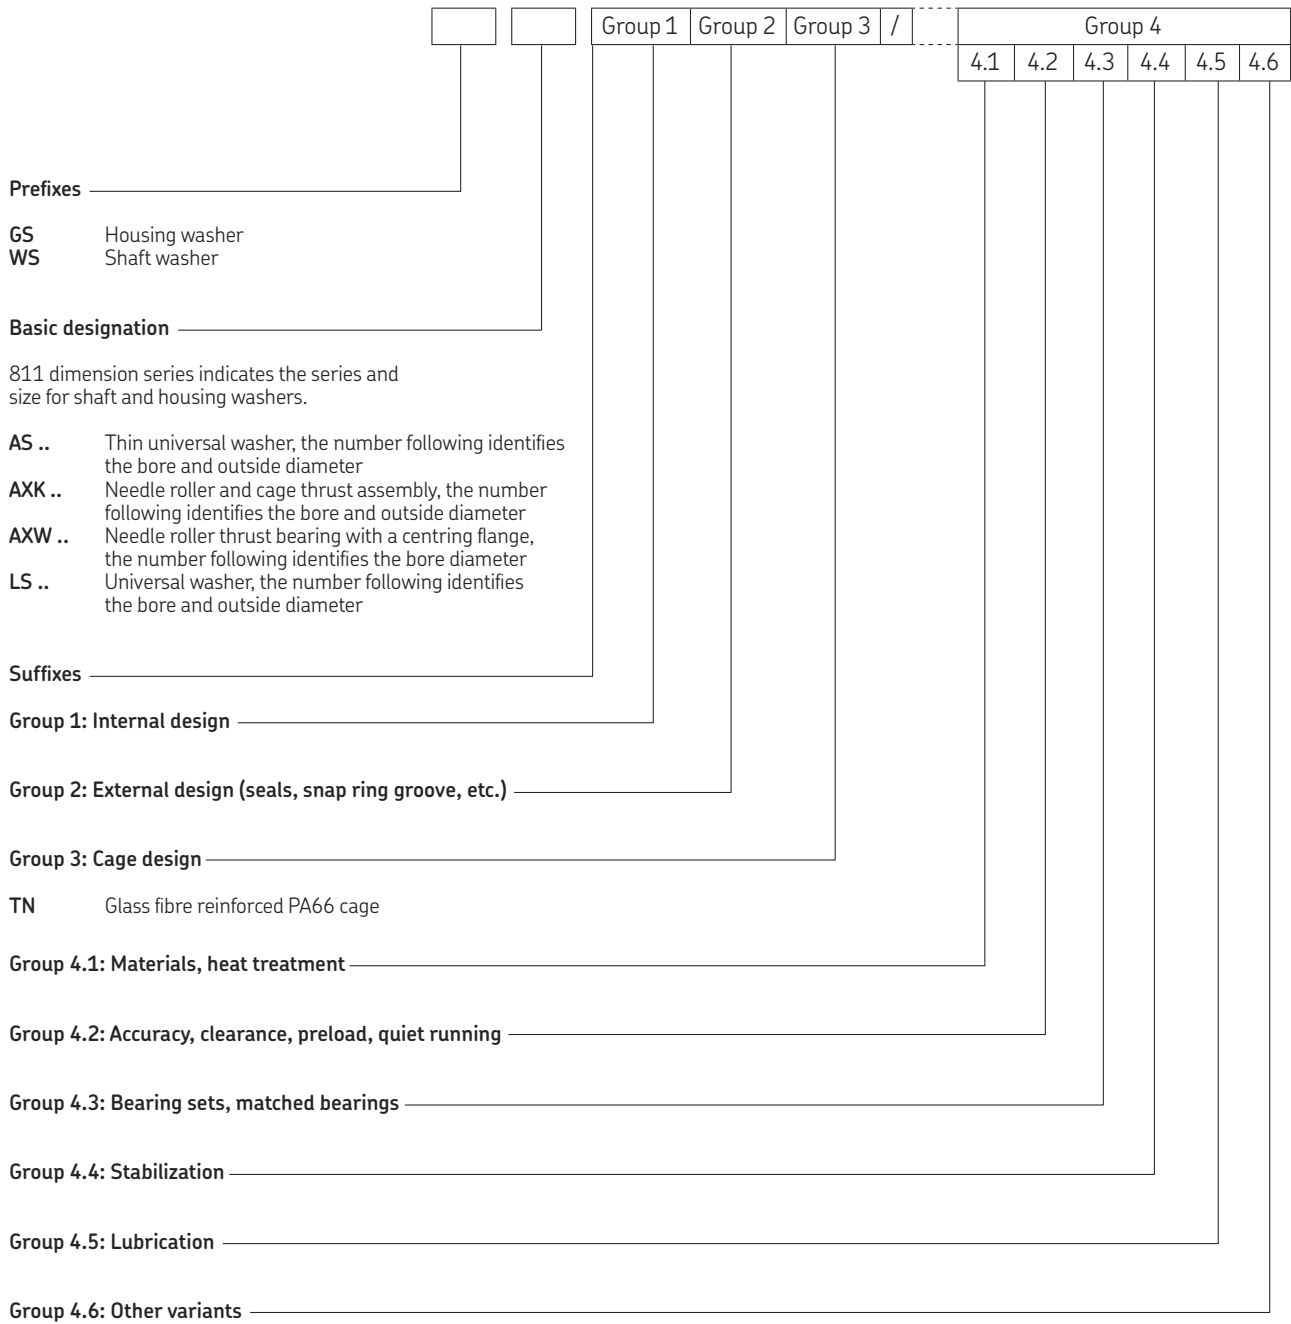 Group 1 Group 2 Group 3 / Group 4
4.1 4.2 4.3 4.4 4.5 4.6
Prefixes
GS Housing washer
WS Shaft washer
Basic designation
811 dimension series indicates the series and
size for shaft and housing washers.
AS .. Thin universal washer, the number following identifies
the bore and outside diameter
AXK .. Needle roller and cage thrust assembly, the number
following identifies the bore and outside diameter
AXW .. Needle roller thrust bearing with a centring flange,
the number following identifies the bore diameter
LS .. Universal washer, the number following identifies
the bore and outside diameter
Suffixes
Group 1: Internal design
Group 2: External design (seals, snap ring groove, etc.)
Group 3: Cage design
TN Glass fibre reinforced PA66 cage
Group 4.1: Materials, heat treatment
Group 4.2: Accuracy, clearance, preload, quiet running
Group 4.3: Bearing sets, matched bearings
Group 4.4: Stabilization
Group 4.5: Lubrication
Group 4.6: Other variants